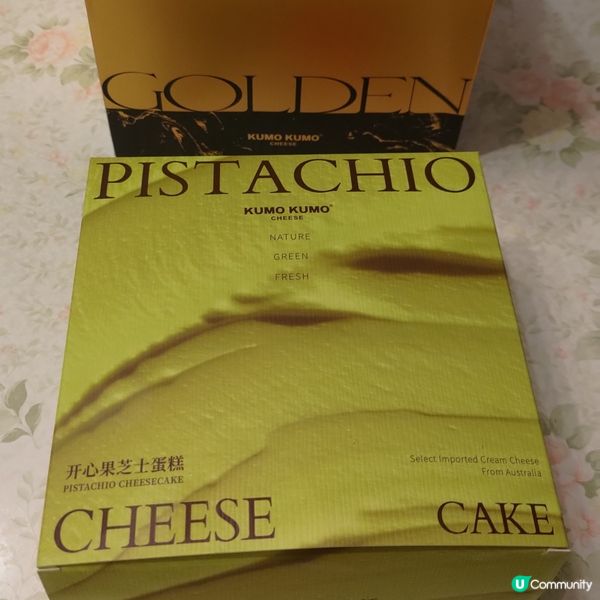 GOLDEN
KUMO KUMO®
CHEESE
PISTACHIO
KUMO KUMO®
CHEESE
NATURE
GREEN
FRESH
开心果芝士蛋糕
PISTACHIO CHEESECAKE
Select Imported Cream Cheese
From Australia
CHEESE CAKE
U Community